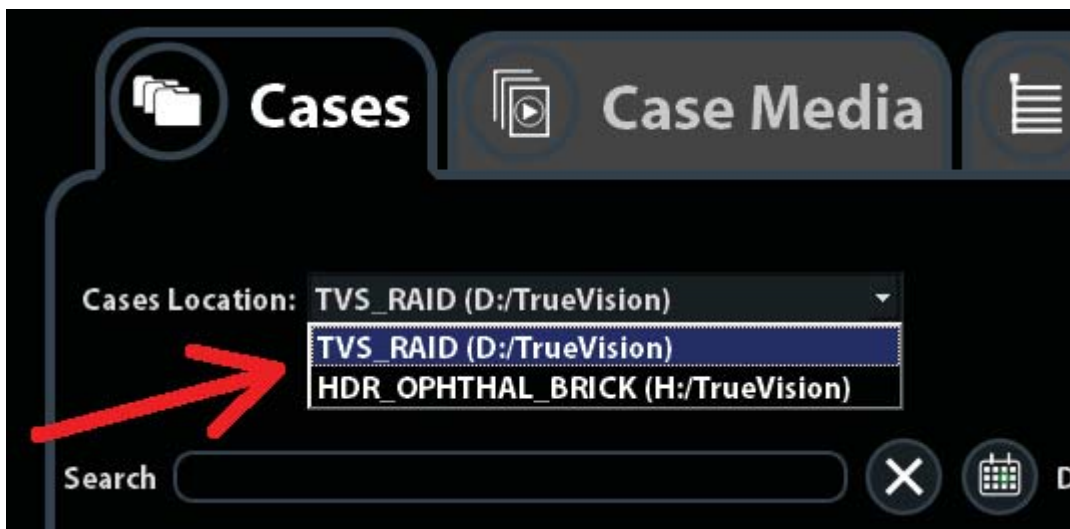 Cases
Case Media
Cases Location: TVS_RAID (D:/TrueVision)
TVS_RAID (D:/TrueVision)
HDR_OPHTHAL_BRICK (H:/TrueVision)
Search